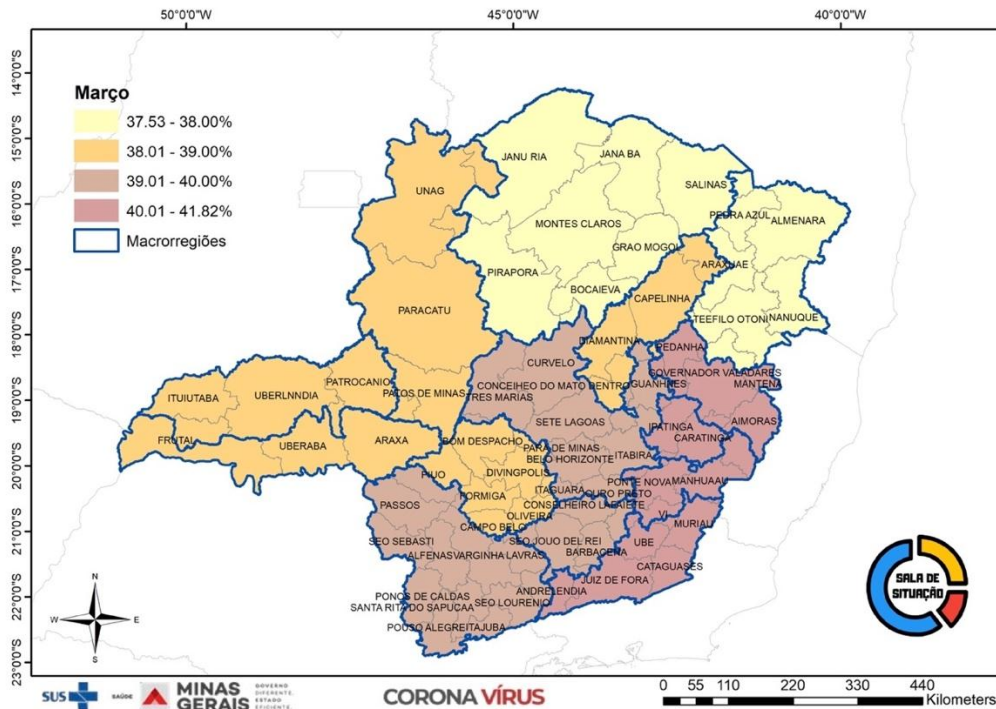 50°0'0"W 45°0'0"W 40°0'0"W
14°0'0"S
15°0'0"S
16°0'0"S
17°0'0"S
18°0'0"S
19°0'0"S
20°0'0"S
21°0'0"S
22°0'0"S
23°0'0"S
Março
37.53 - 38.00%
38.01 - 39.00%
39.01 - 40.00%
40.01 - 41.82%
Macrorregiões
JANU RIA
JANA BA
UNAG
SALINAS
PEDRA AZUL
ALMENARA
MONTES CLAROS
GRAO MOGOL
ARAXUAE
PIRAPORA
BOCAIEVA
CAPELINHA
PARACATU
TEEFILO OTONI
NANUQUE
DIAMANTINA
PEDANHA
CURVELO
GOVERNADOR VALADARES
PATROCANIO
CONCEIHEO DO MATO DENTRO
GUANHNES
MANTENA
ITUIUTABA
UBERLNNDIA
PATOS DE MINAS
TRES MARIAS
SETE LAGOAS
IPATINGA
AIMORAS
CARATINGA
FRUTAL
UBERABA
ARAXA
BOM DESPACHO
PARA DE MINAS
BELO HORIZONTE
ITABIRA
PIUO
DIVINGPOLIS
PONTE NOVA
MANHUAAU
FORMIGA
ITAGUARA
OURO PRETO
PASSOS
CONSELHEIRO LAFAIETE
OLIVEIRA
VI
CAMPO BELO
MURIAU
SEO SEBASTI
SEO JOUO DEL REI
UBE
ALFENAS
VARGINHA
LAVRAS
BARBACENA
CATAGUASES
JUIZ DE FORA
PONOS DE CALDAS
ANDRELENDIA
SANTA RITA DO SAPUCAA
SEO LOURENIO
POUSO ALEGRE
ITAJUBA
N
W E
S
SALA DE
SITUAÇÃO
SUS
SAÚDE
MINAS
GERAIS
GOVERNO
DIFERENTE.
ESTADO
EFICIENTE.
CORONA VÍRUS
0 55 110 220 330 440
Kilometers